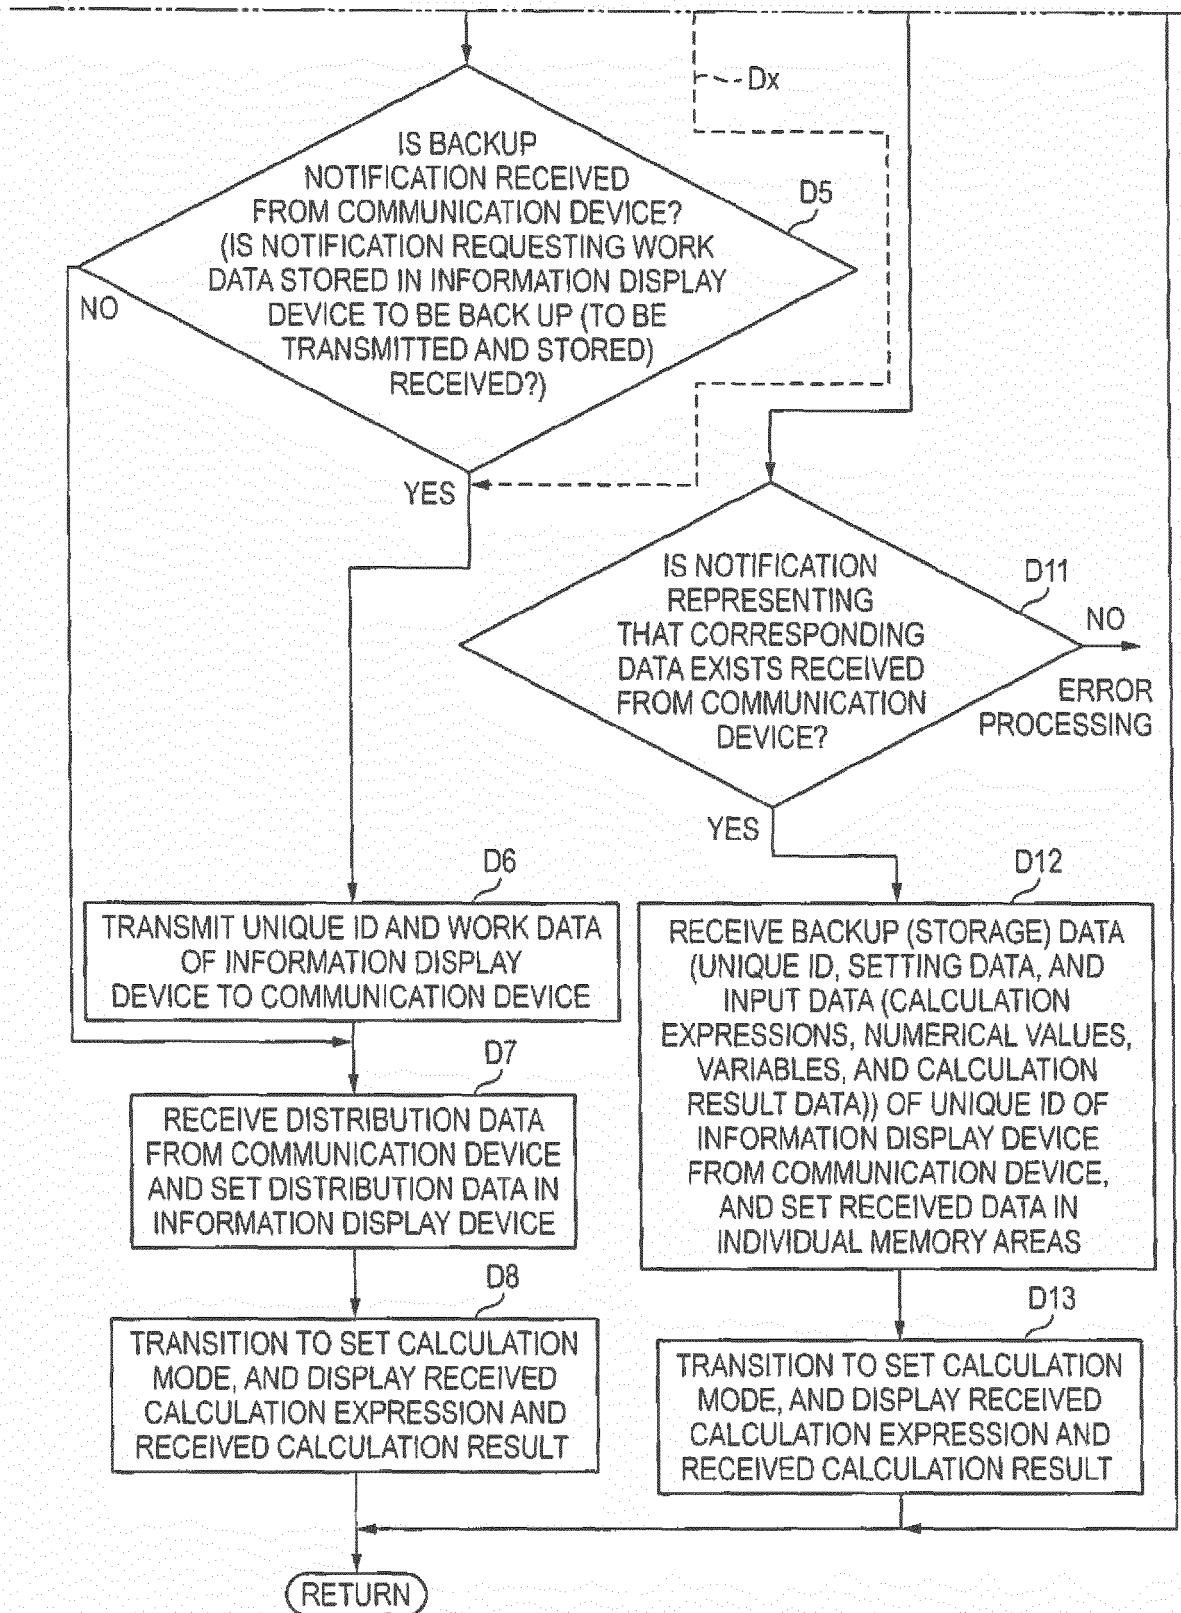 Dx
IS BACKUP
NOTIFICATION RECEIVED
FROM COMMUNICATION DEVICE?
(IS NOTIFICATION REQUESTING WORK
DATA STORED IN INFORMATION DISPLAY
DEVICE TO BE BACK UP (TO BE
TRANSMITTED AND STORED)
RECEIVED?)
D5
NO
YES
IS NOTIFICATION
REPRESENTING
THAT CORRESPONDING
DATA EXISTS RECEIVED
FROM COMMUNICATION
DEVICE?
D11
NO
ERROR
PROCESSING
YES
D6
TRANSMIT UNIQUE ID AND WORK DATA
OF INFORMATION DISPLAY
DEVICE TO COMMUNICATION DEVICE
D7
RECEIVE DISTRIBUTION DATA
FROM COMMUNICATION DEVICE
AND SET DISTRIBUTION DATA IN
INFORMATION DISPLAY DEVICE
D8
TRANSITION TO SET CALCULATION
MODE, AND DISPLAY RECEIVED
CALCULATION EXPRESSION AND
RECEIVED CALCULATION RESULT
D12
RECEIVE BACKUP (STORAGE) DATA
(UNIQUE ID, SETTING DATA, AND
INPUT DATA (CALCULATION
EXPRESSIONS, NUMERICAL VALUES,
VARIABLES, AND CALCULATION
RESULT DATA)) OF UNIQUE ID OF
INFORMATION DISPLAY DEVICE
FROM COMMUNICATION DEVICE,
AND SET RECEIVED DATA IN
INDIVIDUAL MEMORY AREAS
D13
TRANSITION TO SET CALCULATION
MODE, AND DISPLAY RECEIVED
CALCULATION EXPRESSION AND
RECEIVED CALCULATION RESULT
RETURN